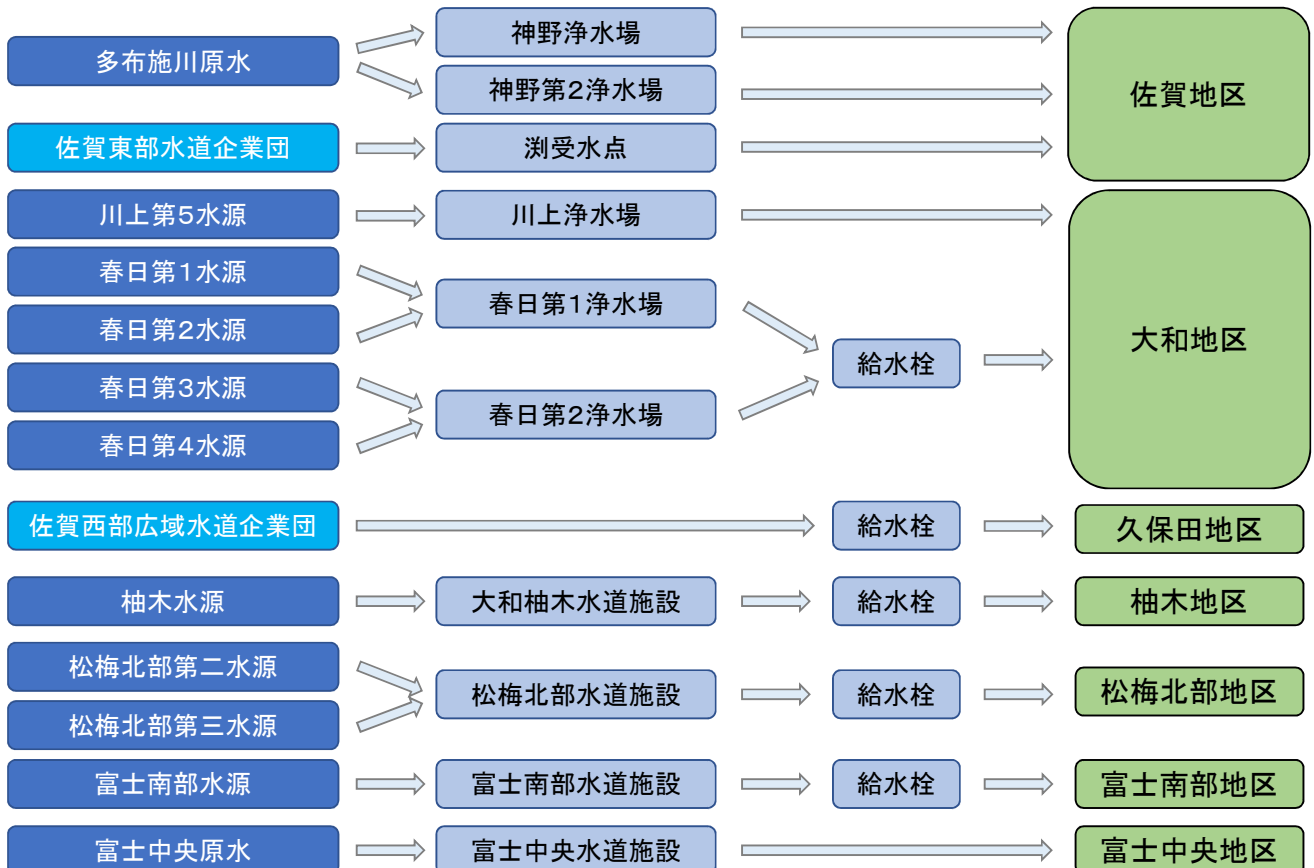 多布施川原水
神野浄水場
神野第2浄水場
佐賀地区
佐賀東部水道企業団
渕受水点
川上第5水源
川上浄水場
春日第1水源
春日第2水源
春日第1浄水場
大和地区
給水栓
春日第3水源
春日第4水源
春日第2浄水場
佐賀西部広域水道企業団
給水栓
久保田地区
柚木水源
大和柚木水道施設
給水栓
柚木地区
松梅北部第二水源
松梅北部第三水源
松梅北部水道施設
給水栓
松梅北部地区
富士南部水源
富士南部水道施設
給水栓
富士南部地区
富士中央原水
富士中央水道施設
富士中央地区